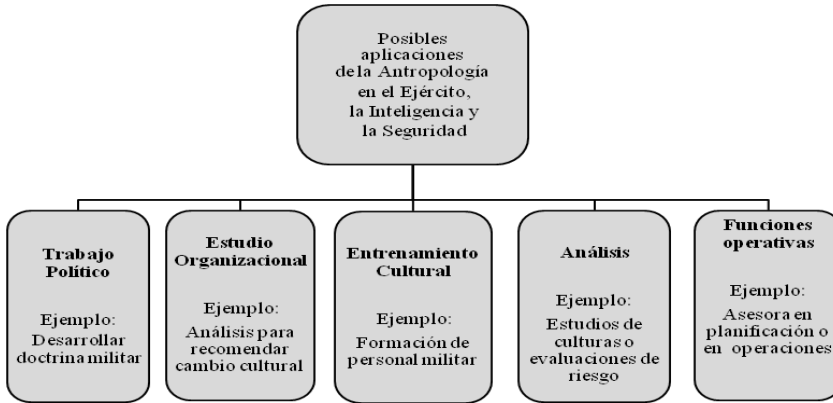 Posibles
aplicaciones
de la Antropología
en el Ejército,
la Inteligencia y
la Seguridad
Trabajo
Político
Ejemplo:
Desarrollar
doctrina militar
Estudio
Organizacional
Ejemplo:
Análisis para
recomendar
cambio cultural
Entrenamiento
Cultural
Ejemplo:
Formación de
personal militar
Análisis
Ejemplo:
Estudios de
culturas o
evaluaciones de
riesgo
Funciones
operativas
Ejemplo:
Asesora en
planificación o
en operaciones